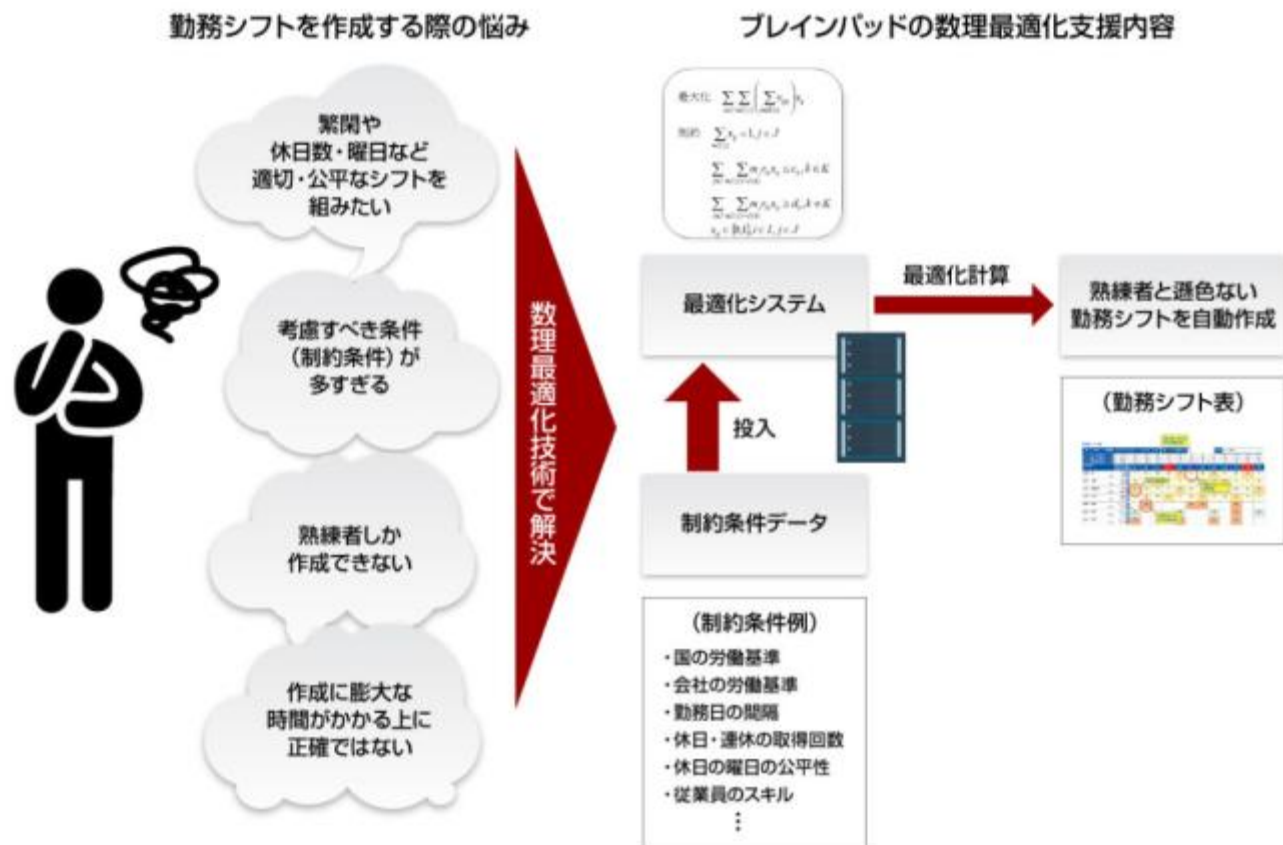 勤務シフトを作成する際の悩み
繁閑や
休日数・曜日など
適切・公平なシフトを
組みたい
考慮すべき条件
（制約条件）が
多すぎる
熟練者しか
作成できない
作成に膨大な
時間がかかる上に
正確ではない
数理最適化技術で解決
ブレインパッドの数理最適化支援内容
最大化
制約
最適化システム
最適化計算
熟練者と遜色ない
勤務シフトを自動作成
（勤務シフト表）
投入
制約条件データ
（制約条件例）
・国の労働基準
・会社の労働基準
・勤務日の間隔
・休日・連休の取得回数
・休日の曜日の公平性
・従業員のスキル
⋮